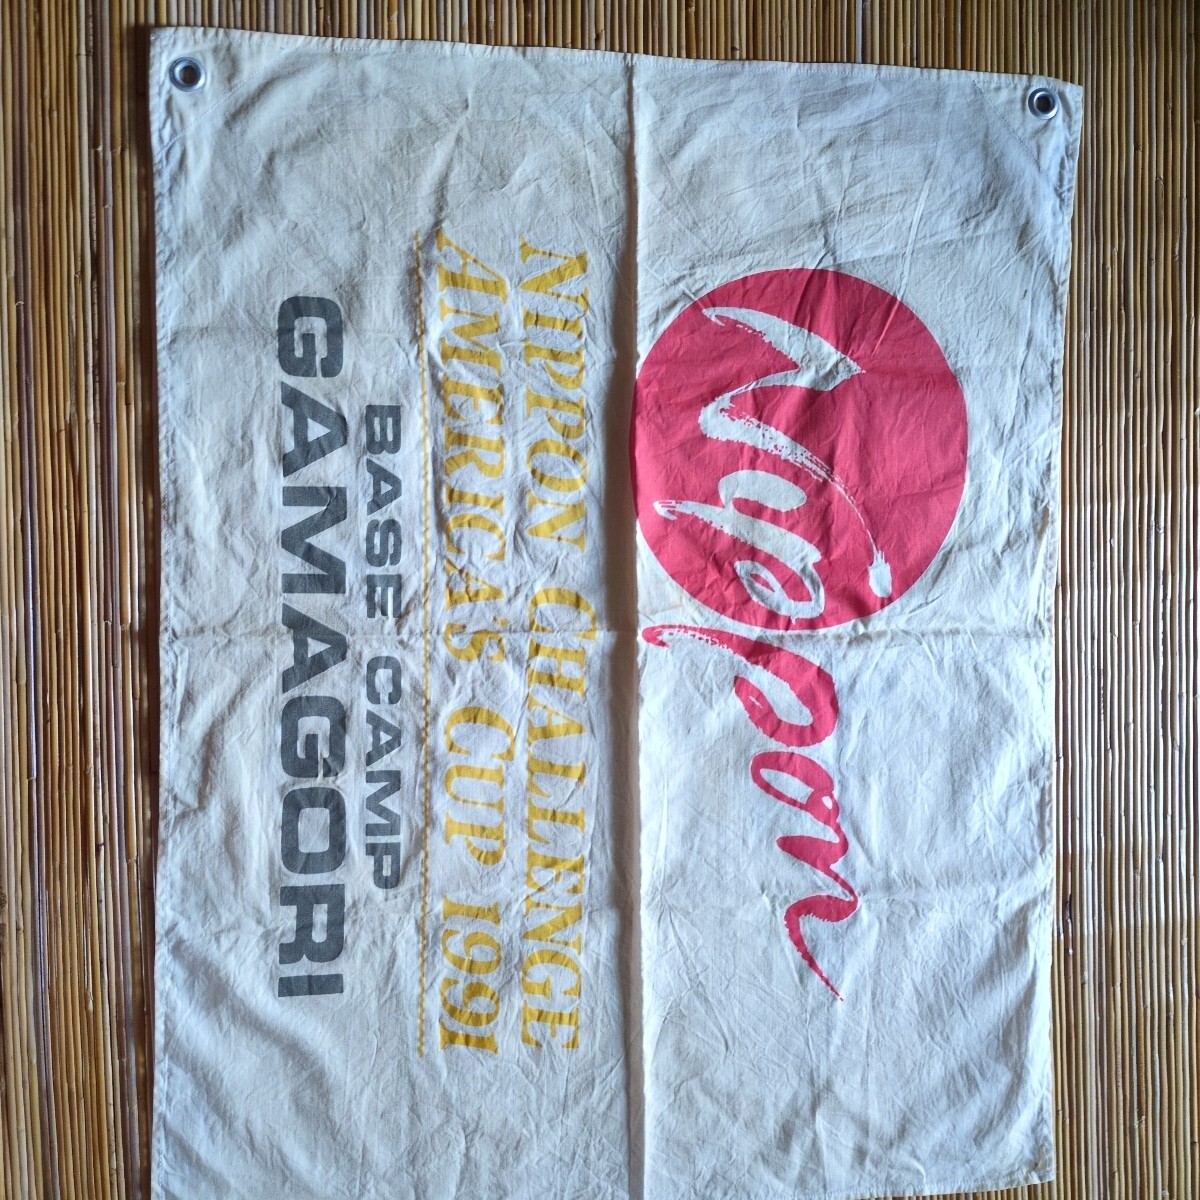 Nippon
NIPPON CHALLENGE
AMERICA'S CUP 1991
BASE CAMP
GAMAGORI